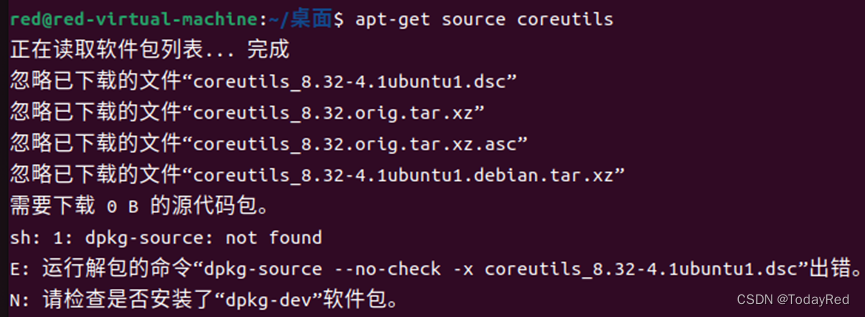 red@red-virtual-machine:~/桌面$ apt-get source coreutils
正在读取软件包列表... 完成
忽略已下载的文件“coreutils_8.32-4.1ubuntu1.dsc”
忽略已下载的文件“coreutils_8.32.orig.tar.xz”
忽略已下载的文件“coreutils_8.32.orig.tar.xz.asc”
忽略已下载的文件“coreutils_8.32-4.1ubuntu1.debian.tar.xz”
需要下载 0 B 的源代码包。
sh: 1: dpkg-source: not found
E: 运行解包的命令“dpkg-source --no-check -x coreutils_8.32-4.1ubuntu1.dsc”出错。
N: 请检查是否安装了“dpkg-dev”软件包。
CSDN @TodayRed